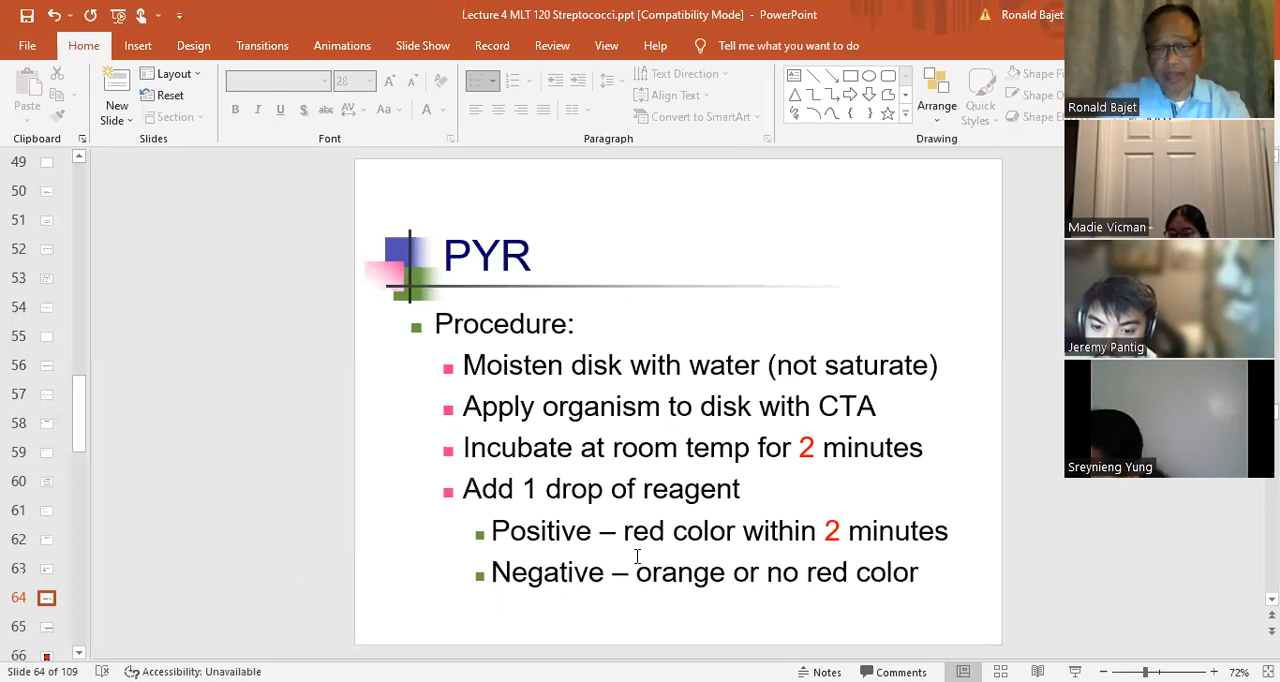 Lecture 4 MLT 120 Streptococci.ppt [Compatibility Mode] - PowerPoint
Ronald Bajet
File Home Insert Design Transitions Animations Slide Show Record Review View Help Tell me what you want to do
Paste
New Slide
Layout
Reset
Section
28
B I U S abc AV Aa A
Text Direction
Align Text
Convert to SmartArt
Arrange
Quick Styles
Shape Fi
Shape O
Shape E
Clipboard Slides Font Paragraph Drawing
49
50
51
52
53
54
55
56
57
58
59
60
61
62
63
64
65
66
PYR
Procedure:
Moisten disk with water (not saturate)
Apply organism to disk with CTA
Incubate at room temp for 2 minutes
Add 1 drop of reagent
Positive – red color within 2 minutes
Negative – orange or no red color
Ronald Bajet
Madie Vicman
Jeremy Pantig
Sreynieng Yung
Slide 64 of 109 Accessibility: Unavailable Notes Comments 72%